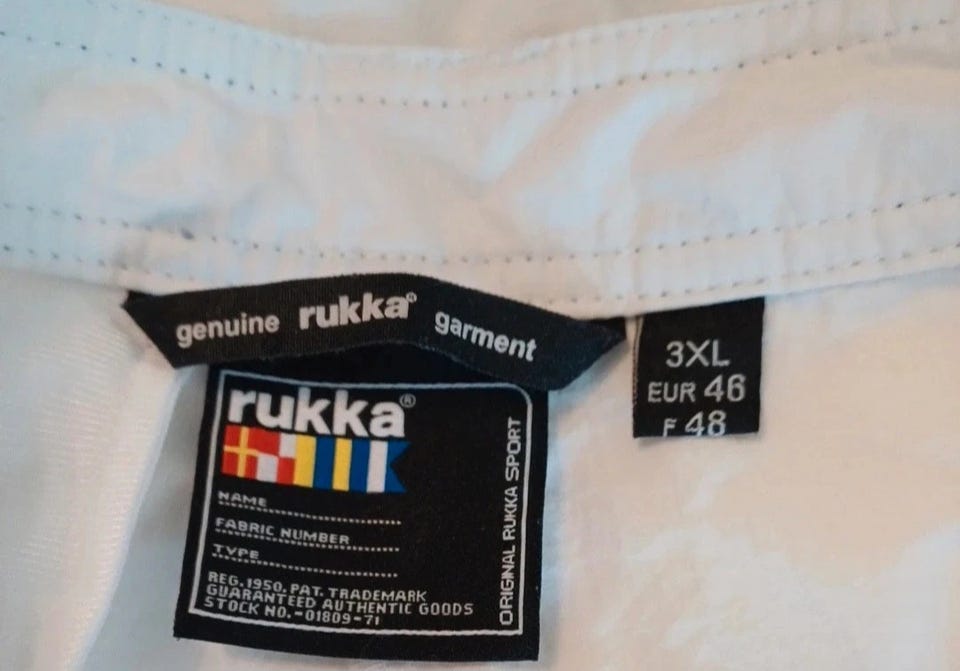 genuine rukka® garment
3XL
EUR 46
F 48
rukka®
NAME
FABRIC NUMBER
TYPE
REG. 1950. PAT. TRADEMARK
GUARANTEED AUTHENTIC GOODS
STOCK NO.-01809-71
ORIGINAL RUKKA SPORT